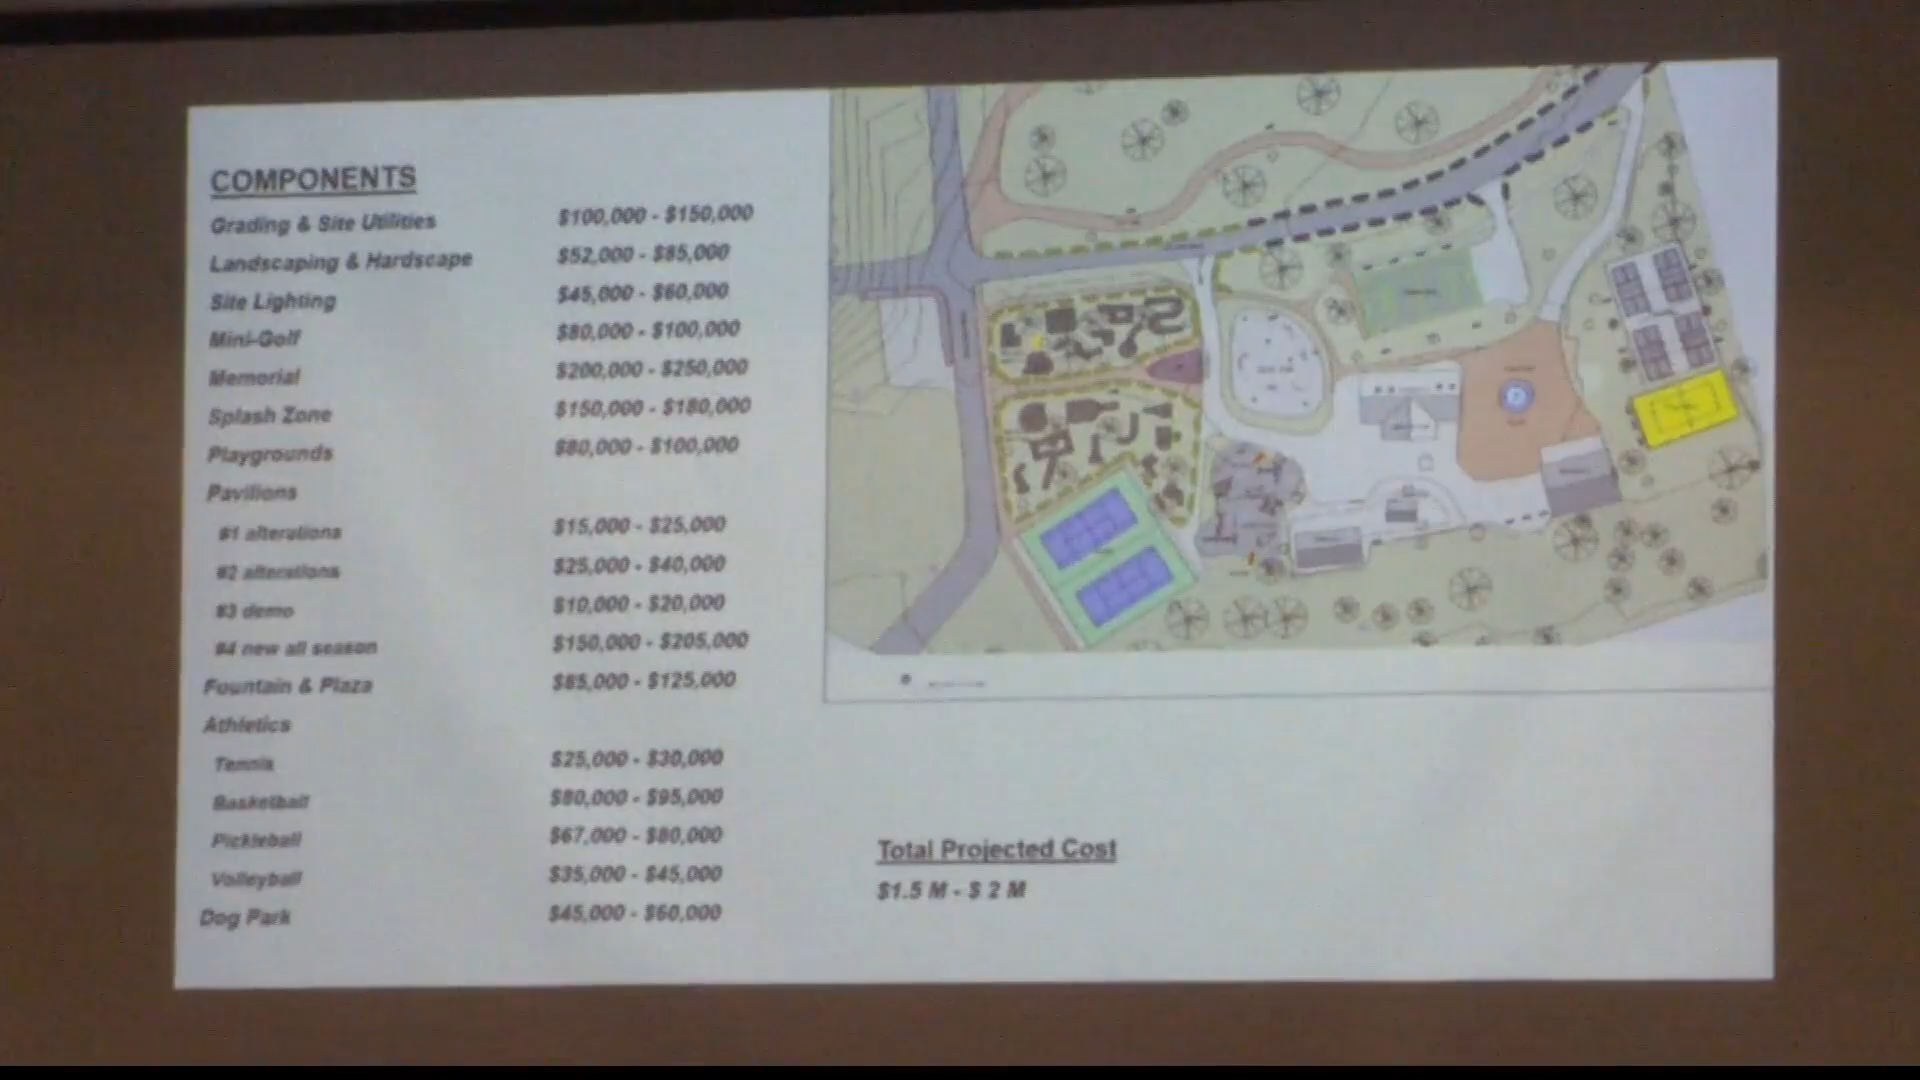 COMPONENTS
Grading & Site Utilities $100,000 - $150,000
Landscaping & Hardscape $52,000 - $85,000
Site Lighting $45,000 - $60,000
Mini-Golf $80,000 - $100,000
Memorial $200,000 - $250,000
Splash Zone $150,000 - $180,000
Playgrounds $80,000 - $100,000
Pavilions
#1 alterations $15,000 - $25,000
#2 alterations $25,000 - $40,000
#3 demo $10,000 - $20,000
#4 new all season $150,000 - $205,000
Fountain & Plaza $85,000 - $125,000
Athletics
Tennis $25,000 - $30,000
Basketball $80,000 - $95,000
Pickleball $67,000 - $80,000
Volleyball $35,000 - $45,000
Dog Park $45,000 - $60,000
Total Projected Cost
$1.5 M - $ 2 M